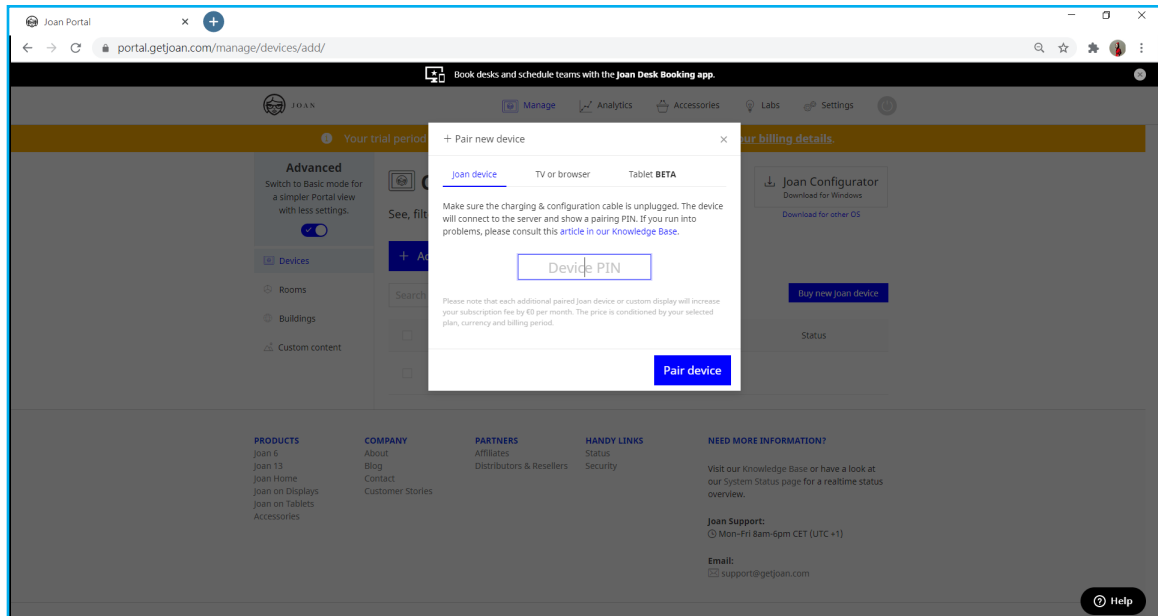 Joan Portal
portal.getjoan.com/manage/devices/add/
Book desks and schedule teams with the Joan Desk Booking app.
JOAN
Manage
Analytics
Accessories
Labs
Settings
Your trial period
our billing details.
Advanced
Switch to Basic mode for
a simpler Portal view
with less settings.
Devices
Rooms
Buildings
Custom content
See, filt
+ Ad
Search
+ Pair new device
Joan device
TV or browser
Tablet BETA
Make sure the charging & configuration cable is unplugged. The device
will connect to the server and show a pairing PIN. If you run into
problems, please consult this article in our Knowledge Base.
Device PIN
Please note that each additional paired Joan device or custom display will increase
your subscription fee by €0 per month. The price is conditioned by your selected
plan, currency and billing period.
Pair device
Joan Configurator
Download for Windows
Download for other OS
Buy new Joan device
Status
PRODUCTS
Joan 6
Joan 13
Joan Home
Joan on Displays
Joan on Tablets
Accessories
COMPANY
About
Blog
Contact
Customer Stories
PARTNERS
Affiliates
Distributors & Resellers
HANDY LINKS
Status
Security
NEED MORE INFORMATION?
Visit our Knowledge Base or have a look at
our System Status page for a realtime status
overview.
Joan Support:
Mon-Fri 8am-6pm CET (UTC +1)
Email:
support@getjoan.com
Help